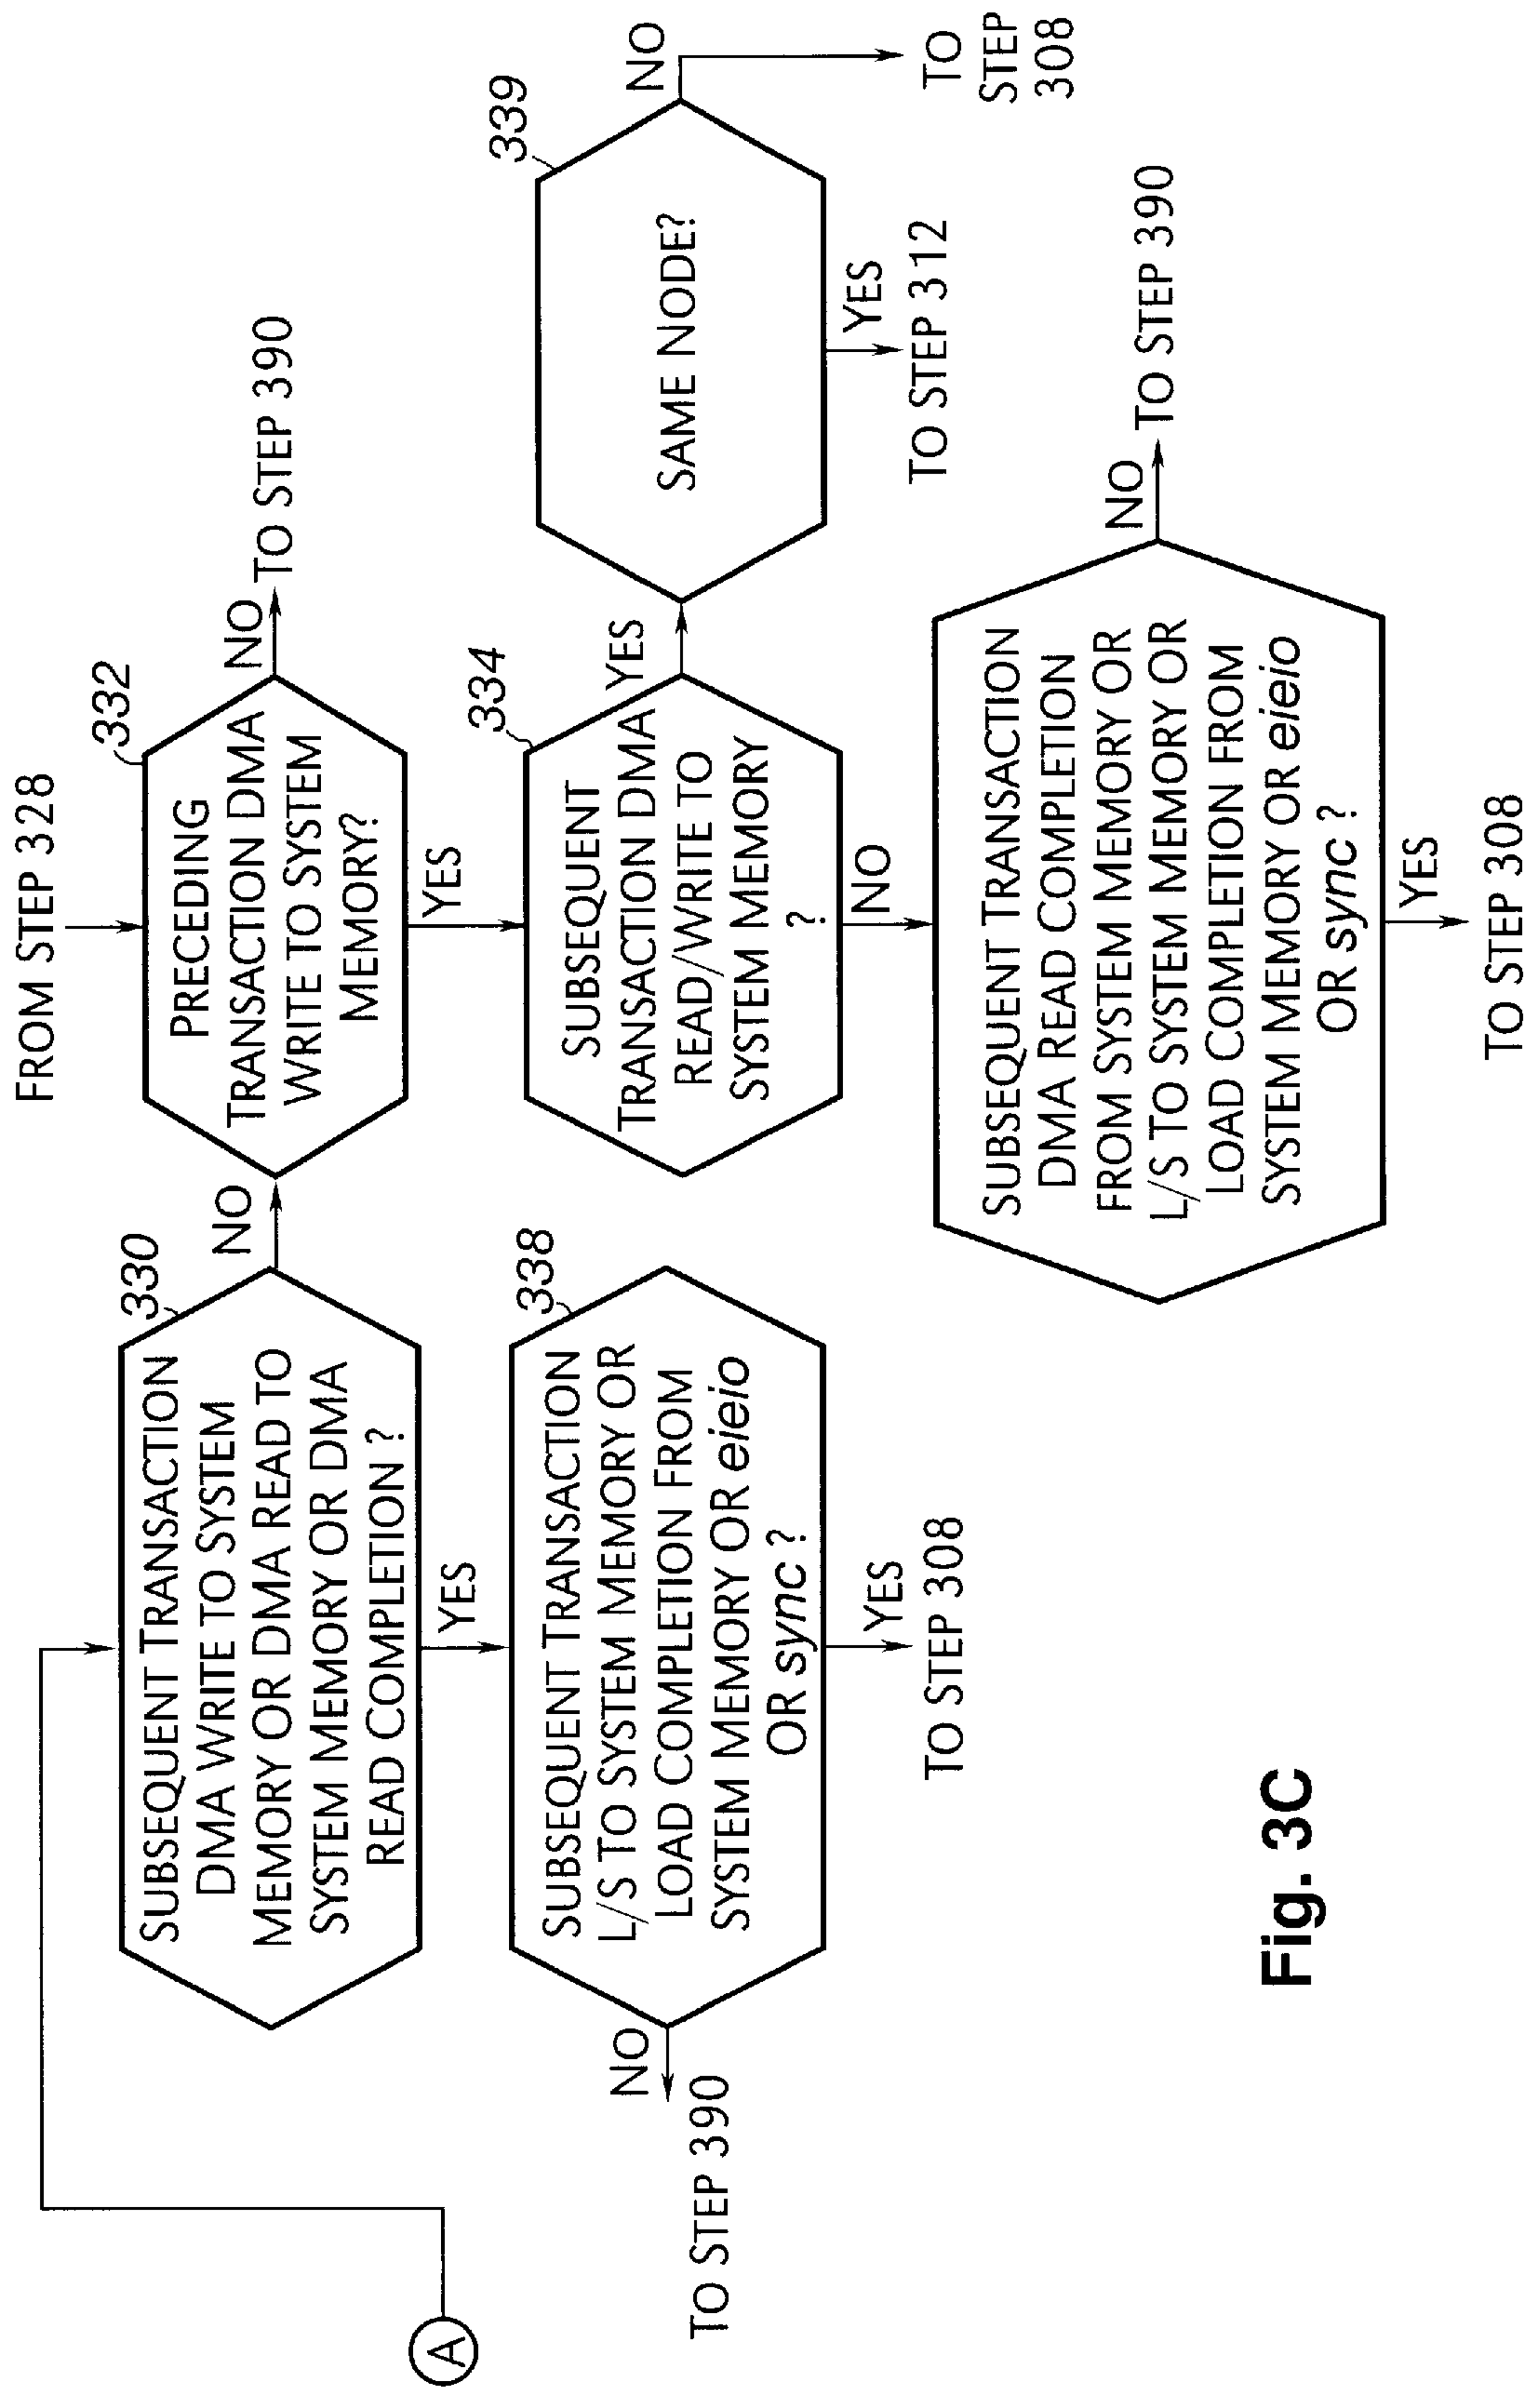 FROM STEP 328
A
330
SUBSEQUENT TRANSACTION
DMA WRITE TO SYSTEM
MEMORY OR DMA READ TO
SYSTEM MEMORY OR DMA
READ COMPLETION ?
NO
YES
332
PRECEDING
TRANSACTION DMA
WRITE TO SYSTEM
MEMORY?
NO
TO STEP 390
YES
338
SUBSEQUENT TRANSACTION
L/S TO SYSTEM MEMORY OR
LOAD COMPLETION FROM
SYSTEM MEMORY OR eieio
OR sync ?
NO
TO STEP 390
YES
TO STEP 308
334
SUBSEQUENT
TRANSACTION DMA
READ/WRITE TO
SYSTEM MEMORY
?
YES
NO
339
SAME NODE?
NO
TO
STEP
308
YES
TO STEP 312
SUBSEQUENT TRANSACTION
DMA READ COMPLETION
FROM SYSTEM MEMORY OR
L/S TO SYSTEM MEMORY OR
LOAD COMPLETION FROM
SYSTEM MEMORY OR eieio
OR sync ?
NO
TO STEP 390
YES
TO STEP 308
Fig. 3C